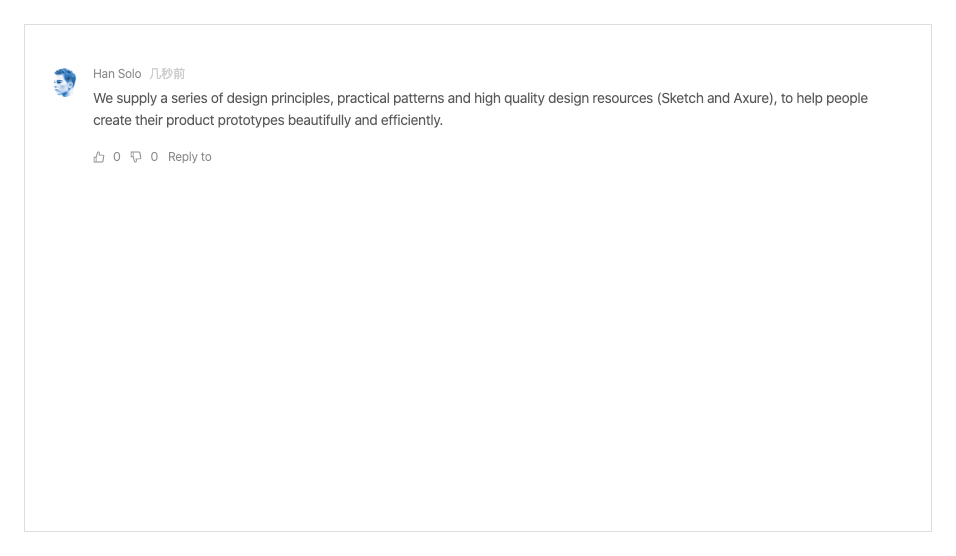 Han Solo 几秒前
We supply a series of design principles, practical patterns and high quality design resources (Sketch and Axure), to help people
create their product prototypes beautifully and efficiently.
0 0 Reply to